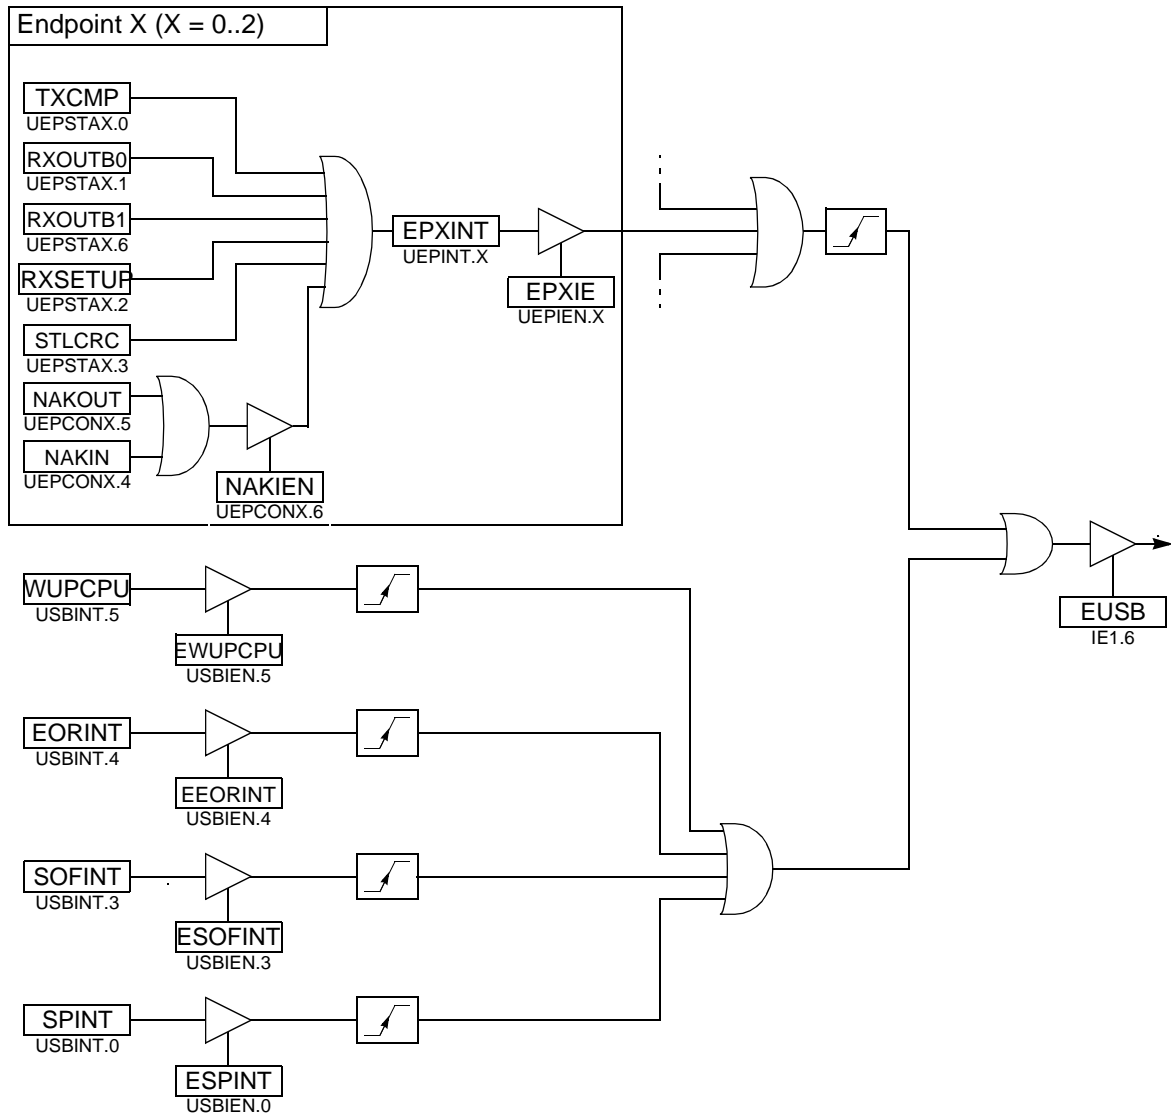 Endpoint X (X = 0..2)
TXCMP
UEPSTAX.0
RXOUTB0
UEPSTAX.1
RXOUTB1
UEPSTAX.6
RXSETUP
UEPSTAX.2
STLCRC
UEPSTAX.3
NAKOUT
UEPCONX.5
NAKIN
UEPCONX.4
NAKIEN
UEPCONX.6
EPXINT
UEPINT.X
EPXIE
UEPIEN.X
WUPCPU
USBINT.5
EWUPCPU
USBIEN.5
EUSB
IE1.6
EORINT
USBINT.4
EEORINT
USBIEN.4
SOFINT
USBINT.3
ESOFINT
USBIEN.3
SPINT
USBINT.0
ESPINT
USBIEN.0